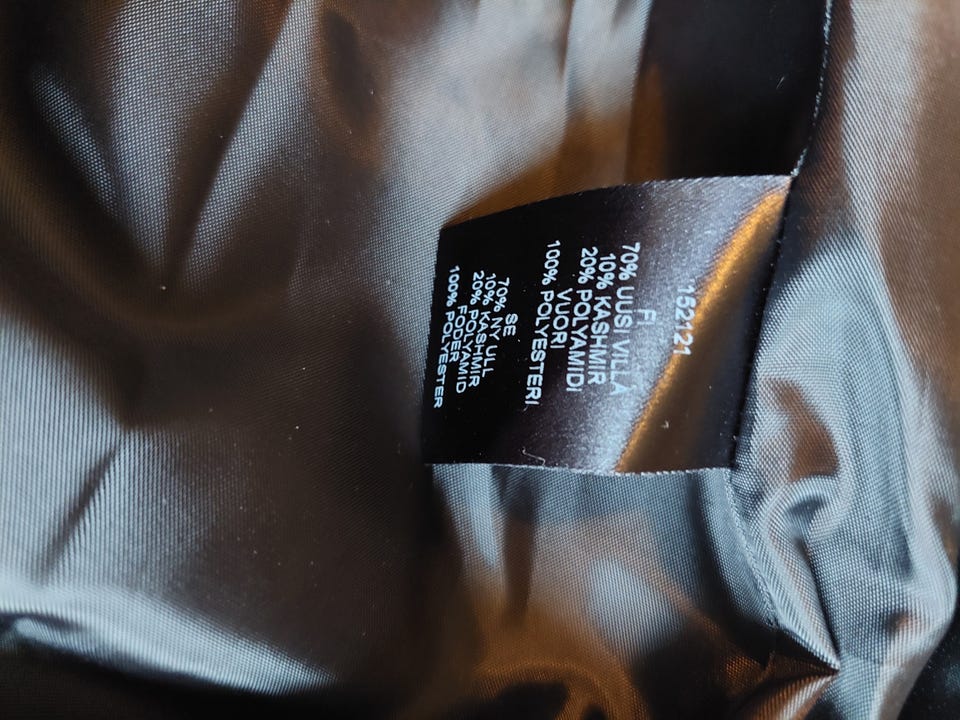 152121
FI
70% UUSI VILLA
10% KASHMIR
20% POLYAMIDI
VUORI
100% POLYESTERI
SE
70% NY ULL
10% KASHMIR
20% POLYAMID
FODER
100% POLYESTER